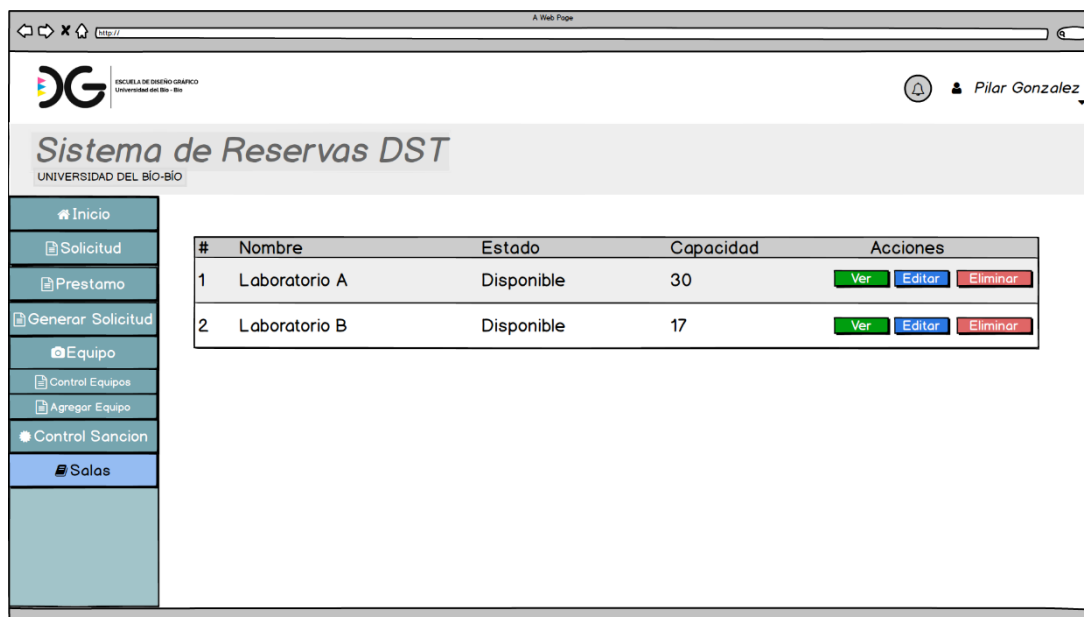 A Web Page
http://
DG
ESCUELA DE DISEÑO GRÁFICO
Universidad del Bío - Bío
Pilar Gonzalez
Sistema de Reservas DST
UNIVERSIDAD DEL BÍO-BÍO
Inicio
Solicitud
Prestamo
Generar Solicitud
Equipo
Control Equipos
Agregar Equipo
Control Sancion
Salas
# Nombre Estado Capacidad Acciones
1 Laboratorio A Disponible 30 Ver Editar Eliminar
2 Laboratorio B Disponible 17 Ver Editar Eliminar